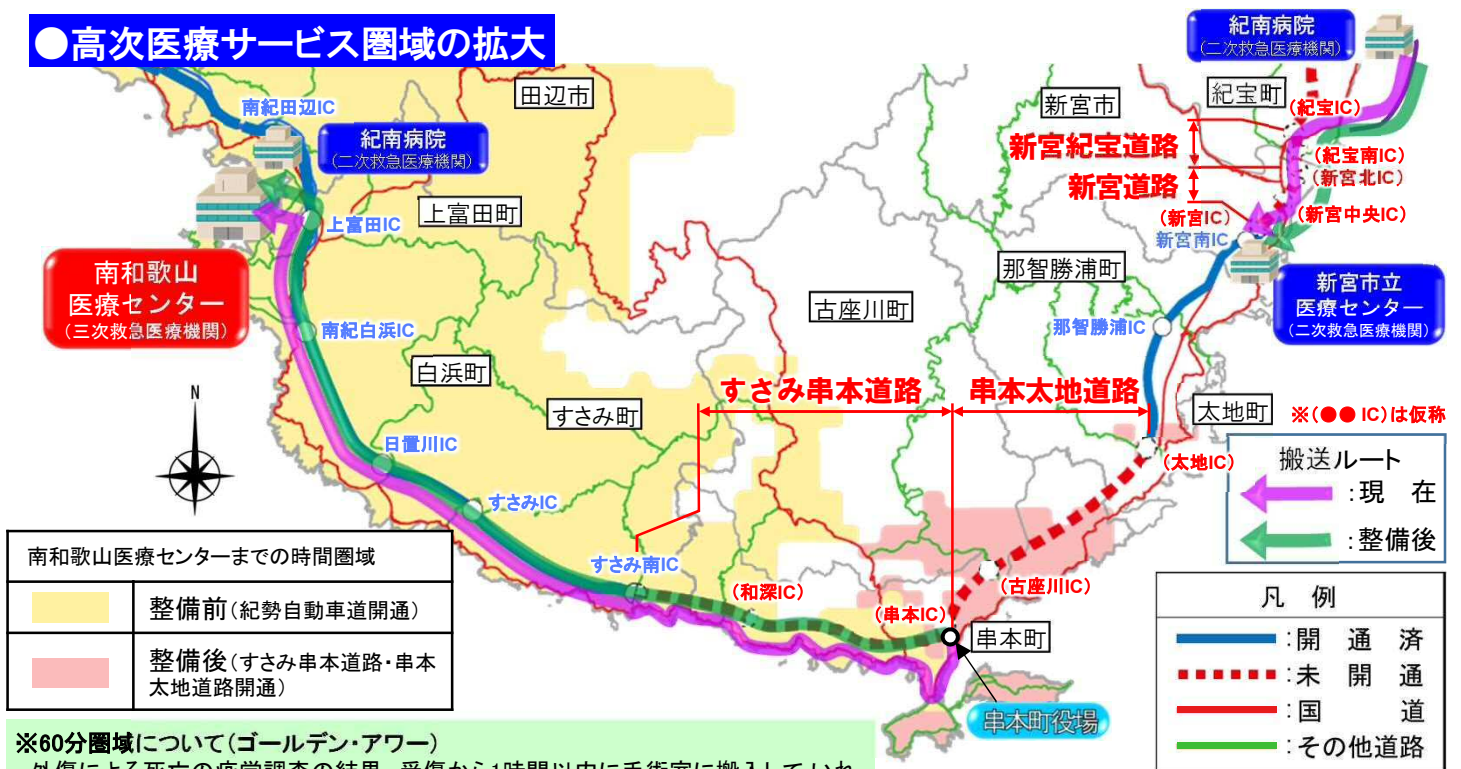 ●高次医療サービス圏域の拡大
紀南病院
(二次救急医療機関)
田辺市
新宮市
紀宝町
南紀田辺IC
(紀宝IC)
紀南病院
(二次救急医療機関)
新宮紀宝道路
(紀宝南IC)
(新宮北IC)
新宮道路
上富田町
上富田IC
(新宮IC)
(新宮中央IC)
新宮南IC
南和歌山
医療センター
(三次救急医療機関)
那智勝浦町
新宮市立
医療センター
(二次救急医療機関)
古座川町
南紀白浜IC
那智勝浦IC
白浜町
すさみ串本道路
串本太地道路
すさみ町
太地町
※(●● IC)は仮称
N
日置川IC
(太地IC)
搬送ルート
:現 在
:整備後
すさみIC
南和歌山医療センターまでの時間圏域
整備前(紀勢自動車道開通)
整備後(すさみ串本道路・串本
太地道路開通)
すさみ南IC
(和深IC)
(古座川IC)
(串本IC)
串本町
串本町役場
凡 例
:開 通 済
:未 開 通
:国 道
:その他道路
※60分圏域について(ゴールデン・アワー)